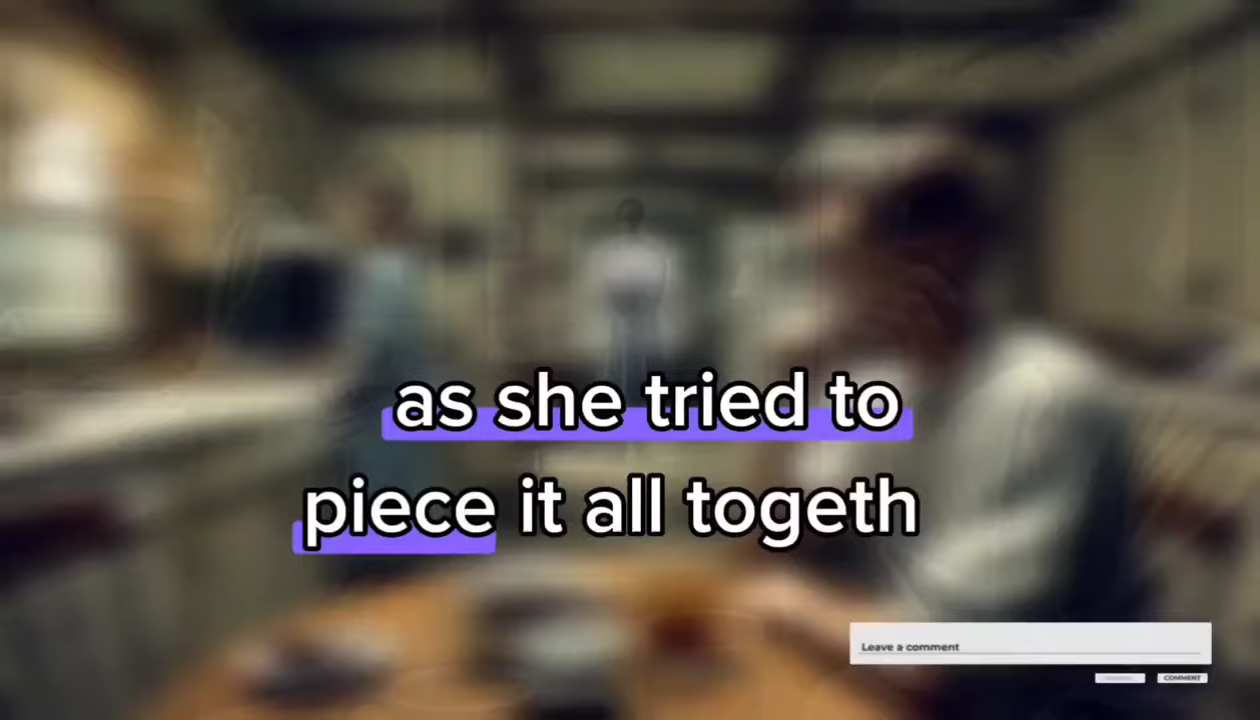 as she tried to
piece it all togeth
Leave a comment
COMMENT